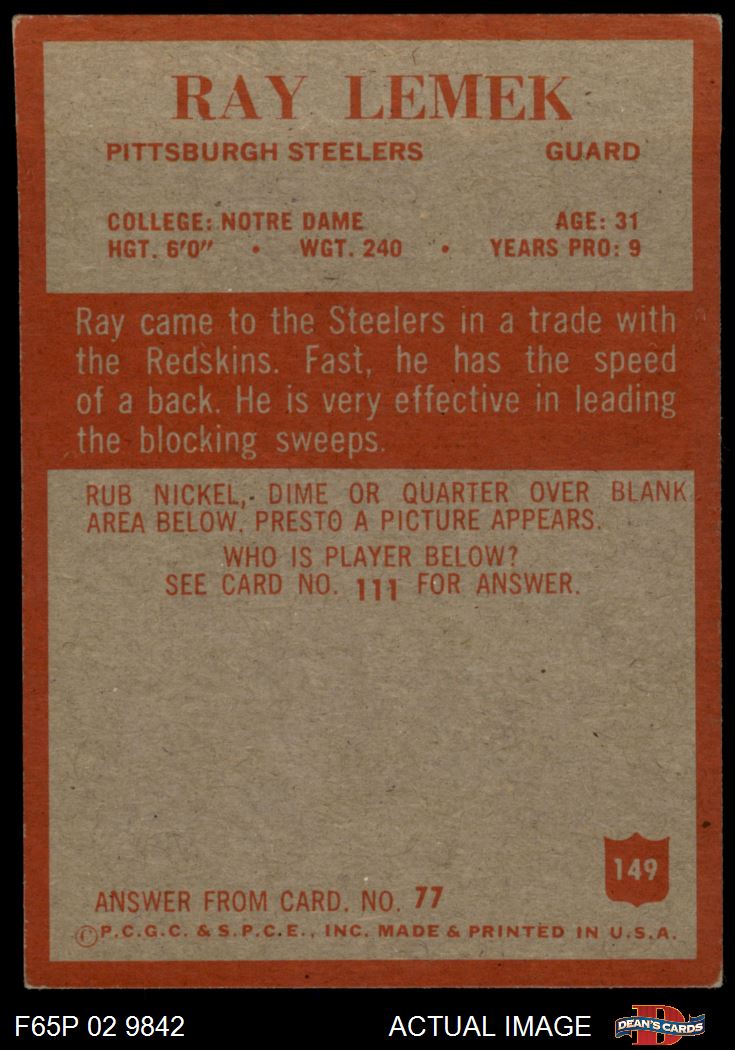 RAY LEMEK
PITTSBURGH STEELERS GUARD
COLLEGE: NOTRE DAME AGE: 31
HGT. 6'0" • WGT. 240 • YEARS PRO: 9
Ray came to the Steelers in a trade with
the Redskins. Fast, he has the speed
of a back. He is very effective in leading
the blocking sweeps.
RUB NICKEL, DIME OR QUARTER OVER BLANK
AREA BELOW. PRESTO A PICTURE APPEARS.
WHO IS PLAYER BELOW?
SEE CARD NO. 111 FOR ANSWER.
149
ANSWER FROM CARD. NO. 77
©P.C.G.C. & S.P.C.E., INC. MADE & PRINTED IN U.S.A.
F65P 02 9842 ACTUAL IMAGE D DEAN'S CARDS